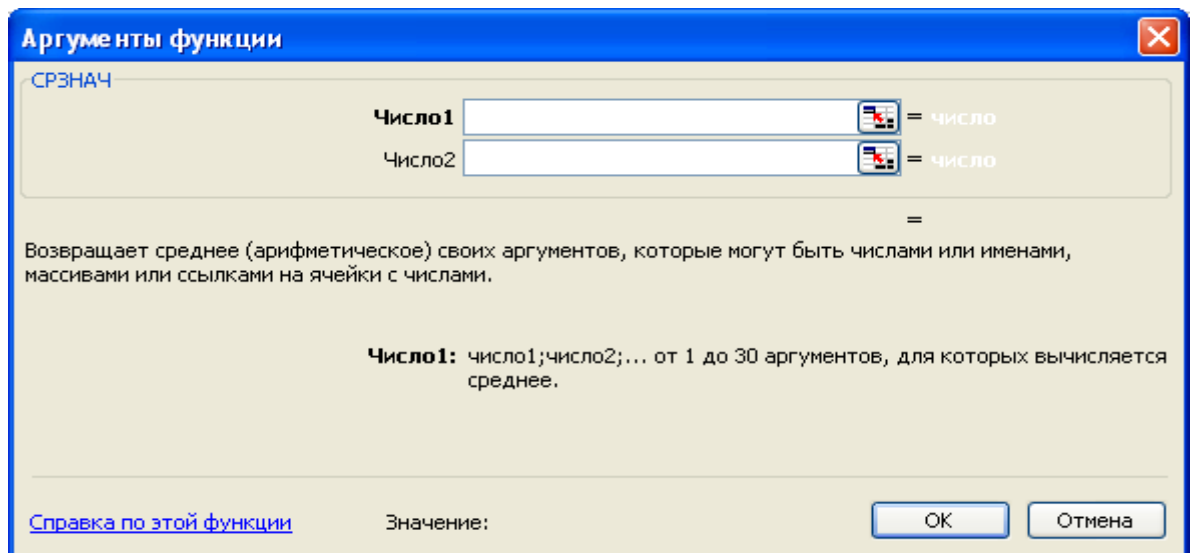 Аргументы функции
СРЗНАЧ
Число1 = число
Число2 = число
=
Возвращает среднее (арифметическое) своих аргументов, которые могут быть числами или именами,
массивами или ссылками на ячейки с числами.
Число1: число1;число2;... от 1 до 30 аргументов, для которых вычисляется
среднее.
Справка по этой функции Значение: ОК Отмена